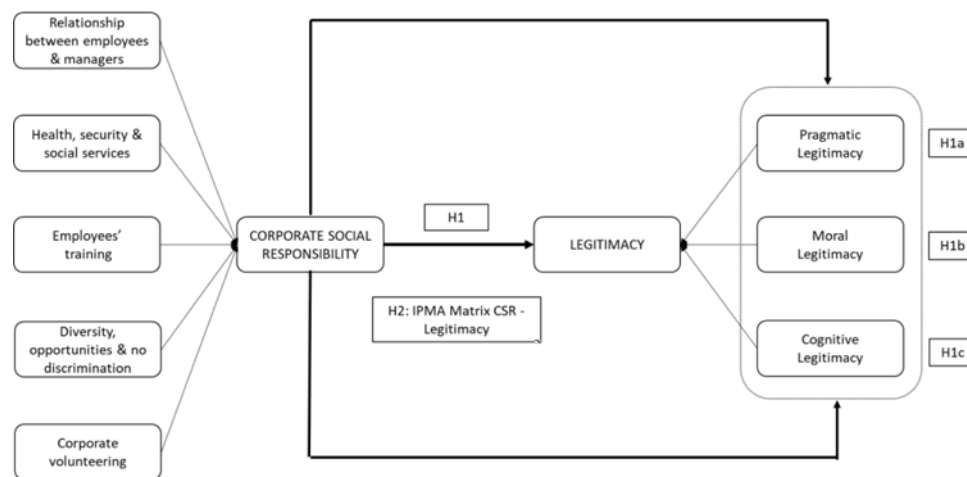 Relationship
between employees
& managers
Health, security &
social services
Employees'
training
Diversity,
opportunities & no
discrimination
Corporate
volunteering
CORPORATE SOCIAL
RESPONSIBILITY
H1
H2: IPMA Matrix CSR -
Legitimacy
LEGITIMACY
Pragmatic
Legitimacy
H1a
Moral
Legitimacy
H1b
Cognitive
Legitimacy
H1c